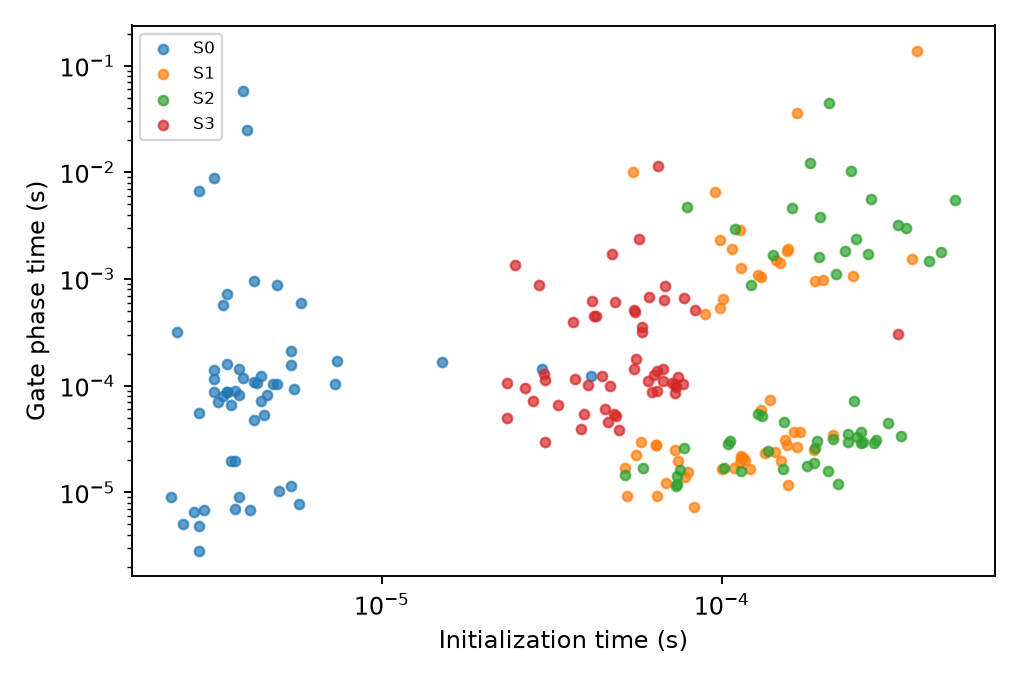 S0
S1
S2
S3
10⁻¹
10⁻²
10⁻³
10⁻⁴
10⁻⁵
Gate phase time (s)
10⁻⁵
10⁻⁴
Initialization time (s)